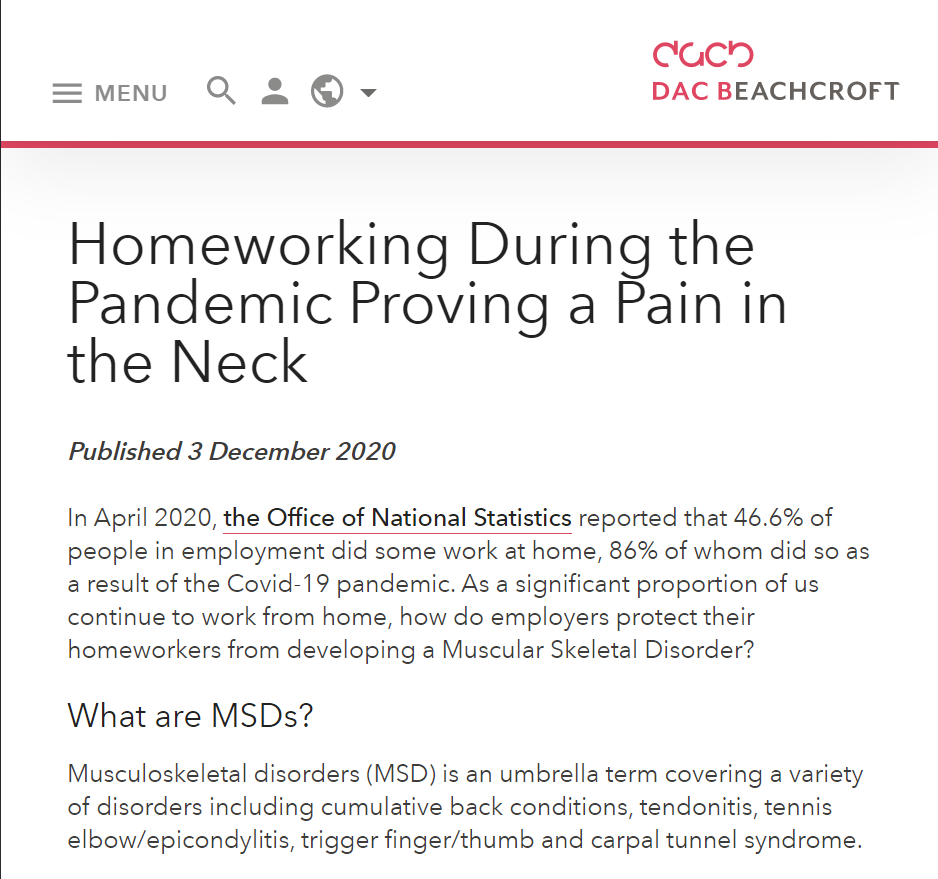 MENU
dacb
DAC BEACHCROFT
Homeworking During the
Pandemic Proving a Pain in
the Neck
Published 3 December 2020
In April 2020, the Office of National Statistics reported that 46.6% of
people in employment did some work at home, 86% of whom did so as
a result of the Covid-19 pandemic. As a significant proportion of us
continue to work from home, how do employers protect their
homeworkers from developing a Muscular Skeletal Disorder?
What are MSDs?
Musculoskeletal disorders (MSD) is an umbrella term covering a variety
of disorders including cumulative back conditions, tendonitis, tennis
elbow/epicondylitis, trigger finger/thumb and carpal tunnel syndrome.